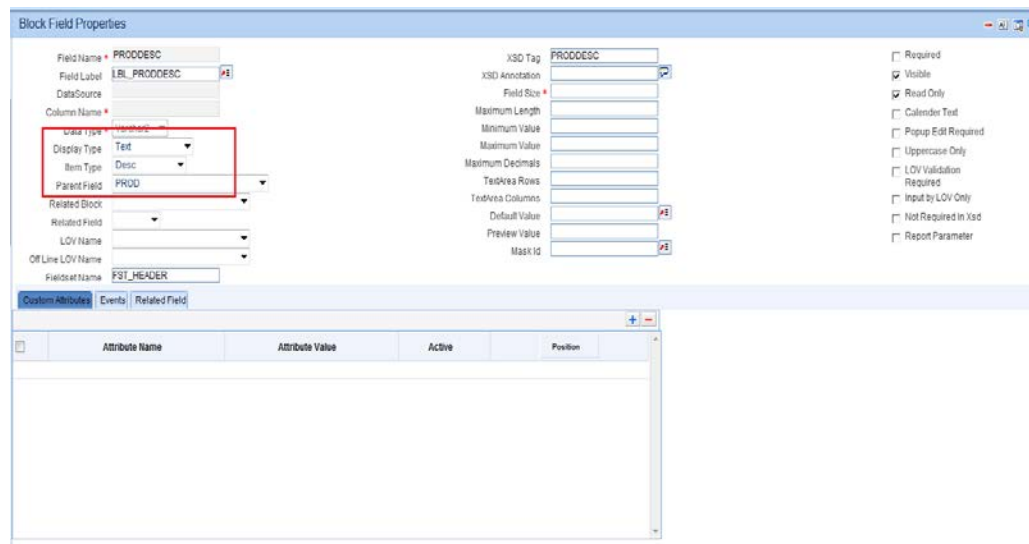 Block Field Properties
Field Name * PRODDESC
Field Label LBL_PRODDESC
DataSource
Column Name *
Data Type * Varchar2
Display Type Text
Item Type Desc
Parent Field PROD
Related Block
Related Field
LOV Name
Off Line LOV Name
Fieldset Name FST_HEADER
XSD Tag PRODDESC
XSD Annotation
Field Size *
Maximum Length
Minimum Value
Maximum Value
Maximum Decimals
TextArea Rows
TextArea Columns
Default Value
Preview Value
Mask Id
Required
Visible
Read Only
Calender Text
Popup Edit Required
Uppercase Only
LOV Validation
Required
Input by LOV Only
Not Required in Xsd
Report Parameter
Custom Attributes Events Related Field
Attribute Name Attribute Value Active Position